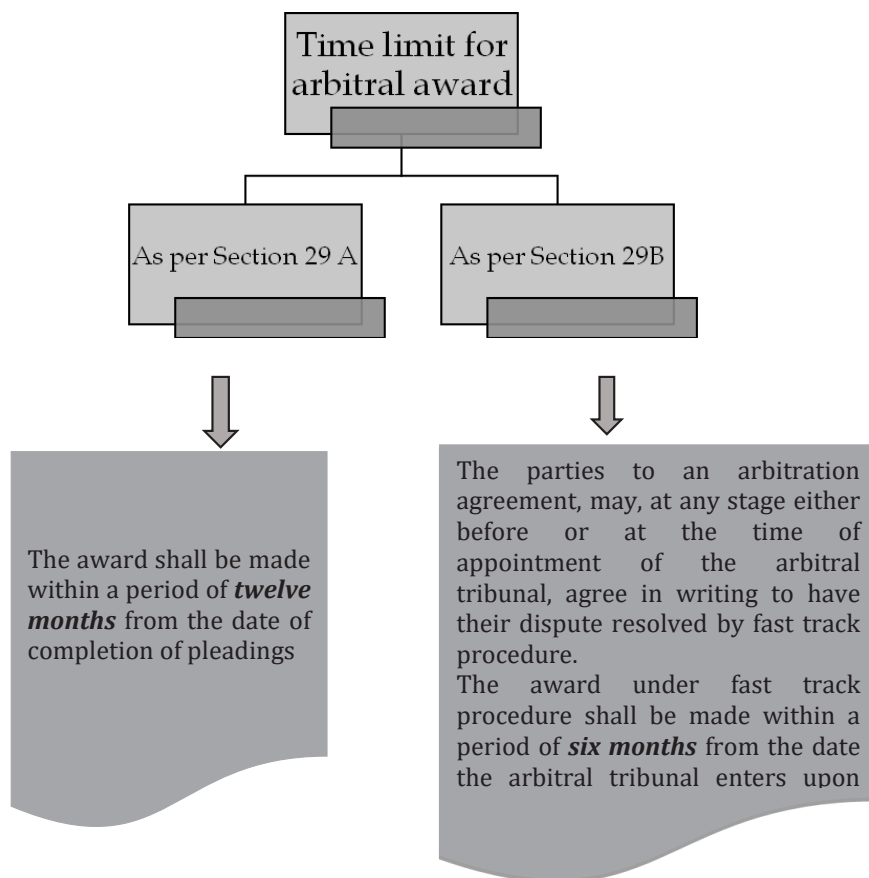 Time limit for
arbitral award
As per Section 29 A
As per Section 29B
The award shall be made
within a period of twelve
months from the date of
completion of pleadings
The parties to an arbitration
agreement, may, at any stage either
before or at the time of
appointment of the arbitral
tribunal, agree in writing to have
their dispute resolved by fast track
procedure.
The award under fast track
procedure shall be made within a
period of six months from the date
the arbitral tribunal enters upon